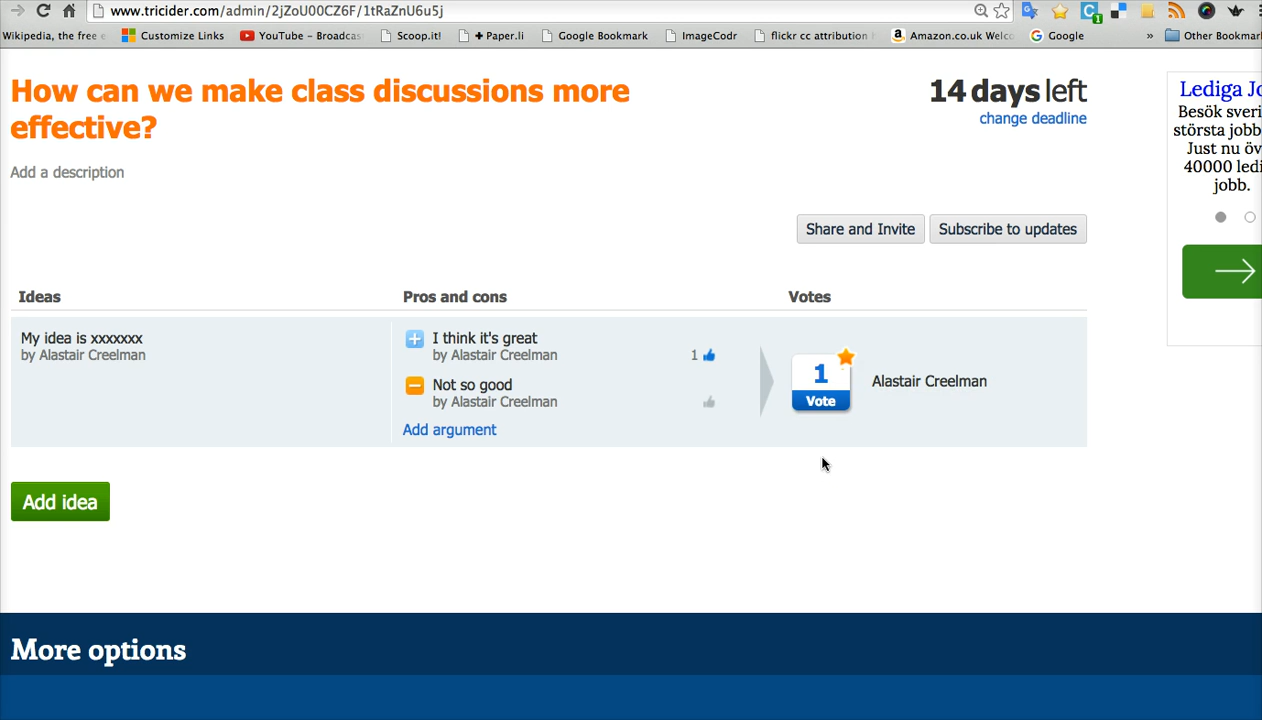 www.tricider.com/admin/2jZoU00CZ6F/1tRaZnU6u5j
Wikipedia, the free e Customize Links YouTube – Broadcas Scoop.it! + Paper.li Google Bookmark ImageCodr flickr cc attribution Amazon.co.uk Welco Google » Other Bookmar
How can we make class discussions more
effective?
14 days left
change deadline
Add a description
Share and Invite Subscribe to updates
Lediga Jo
Besök sveri
största jobb
Just nu öv
40000 ledi
jobb.
Ideas Pros and cons Votes
My idea is xxxxxxx
by Alastair Creelman
I think it's great
by Alastair Creelman
1
Not so good
by Alastair Creelman
Add argument
1
Vote
Alastair Creelman
Add idea
More options